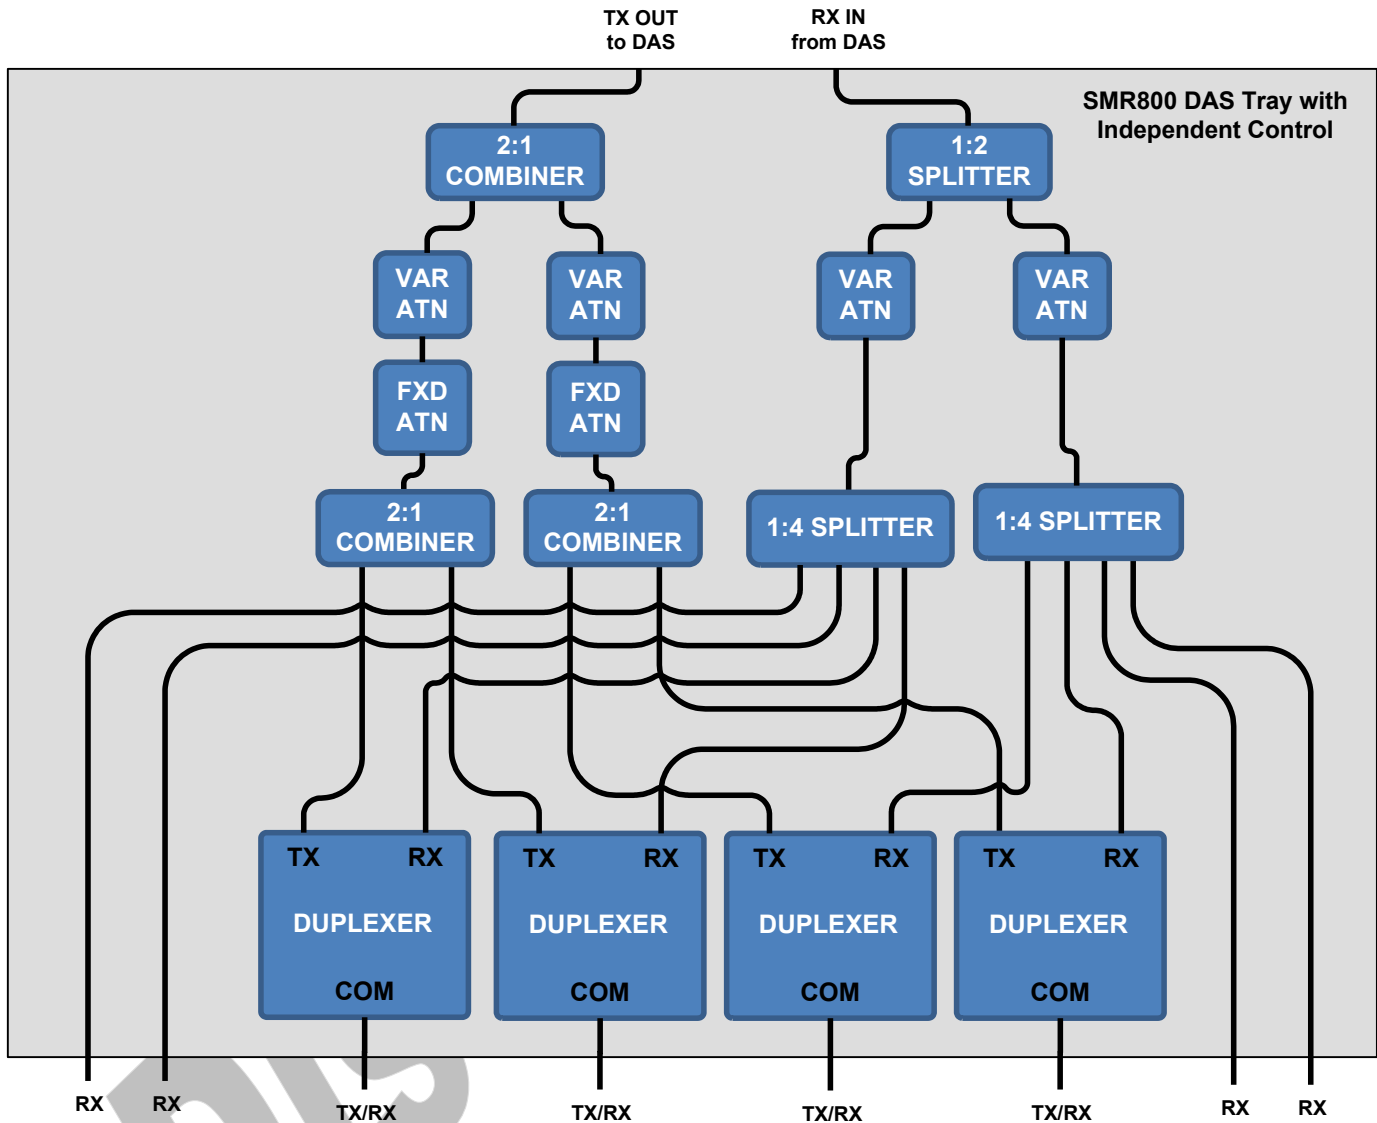 TX OUT
to DAS
RX IN
from DAS
SMR800 DAS Tray with
Independent Control
2:1
COMBINER
1:2
SPLITTER
VAR
ATN
VAR
ATN
VAR
ATN
VAR
ATN
FXD
ATN
FXD
ATN
2:1
COMBINER
2:1
COMBINER
1:4 SPLITTER
1:4 SPLITTER
TX RX
DUPLEXER
COM
TX RX
DUPLEXER
COM
TX RX
DUPLEXER
COM
TX RX
DUPLEXER
COM
RX
RX
TX/RX
TX/RX
TX/RX
TX/RX
RX
RX